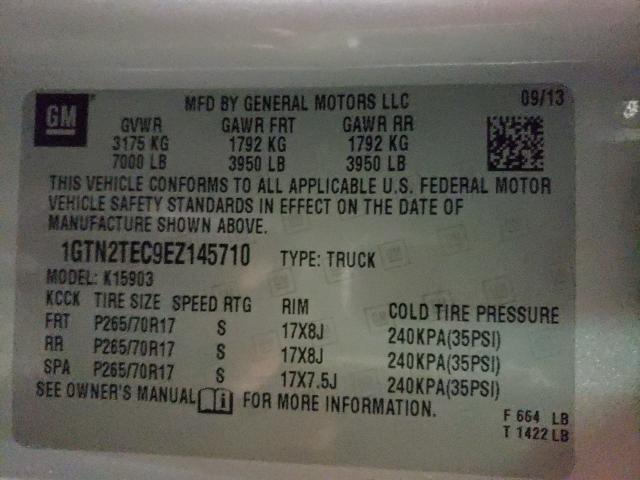 GM
MFD BY GENERAL MOTORS LLC 09/13
GVWR GAWR FRT GAWR RR
3175 KG 1792 KG 1792 KG
7000 LB 3950 LB 3950 LB
THIS VEHICLE CONFORMS TO ALL APPLICABLE U.S. FEDERAL MOTOR
VEHICLE SAFETY STANDARDS IN EFFECT ON THE DATE OF
MANUFACTURE SHOWN ABOVE.
1GTN2TEC9EZ145710 TYPE: TRUCK
MODEL: K15903
KCCK TIRE SIZE SPEED RTG RIM COLD TIRE PRESSURE
FRT P265/70R17 S 17X8J 240KPA(35PSI)
RR P265/70R17 S 17X8J 240KPA(35PSI)
SPA P265/70R17 S 17X7.5J 240KPA(35PSI)
SEE OWNER'S MANUAL i FOR MORE INFORMATION.
F 664 LB
T 1422 LB